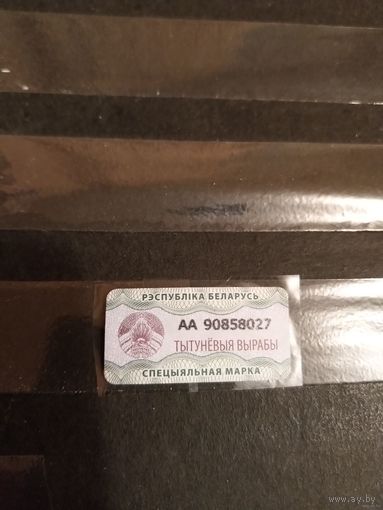 РЭСПУБЛІКА БЕЛАРУСЬ
АА 90858027
ТЫТУНЁВЫЯ ВЫРАБЫ
СПЕЦЫЯЛЬНАЯ МАРКА
www.ay.by